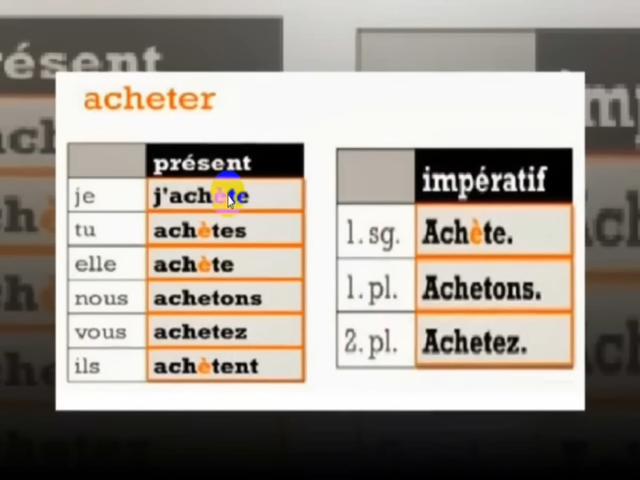 acheter
présent
je j'achète
tu achètes
elle achète
nous achetons
vous achetez
ils achètent
impératif
1. sg. Achète.
1. pl. Achetons.
2. pl. Achetez.